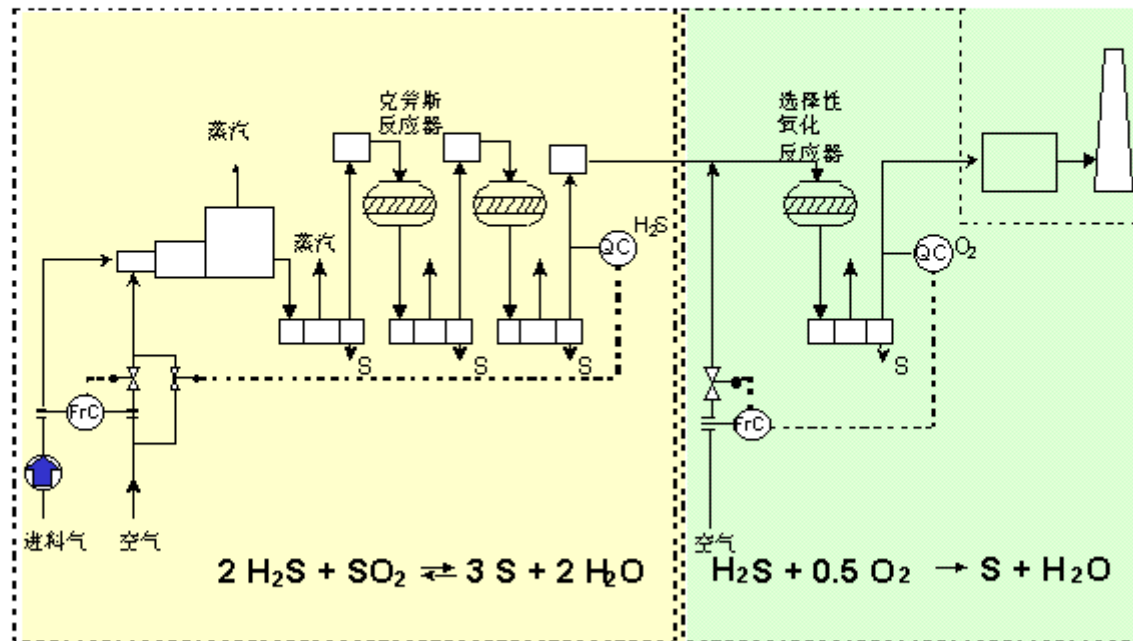 克劳斯
反应器
蒸汽
蒸汽
H₂S
QC
S
S
S
FrC
进料气
空气
2 H₂S + SO₂ ⇌ 3 S + 2 H₂O
选择性
氧化
反应器
QC
O₂
S
FrC
空气
H₂S + 0.5 O₂ → S + H₂O